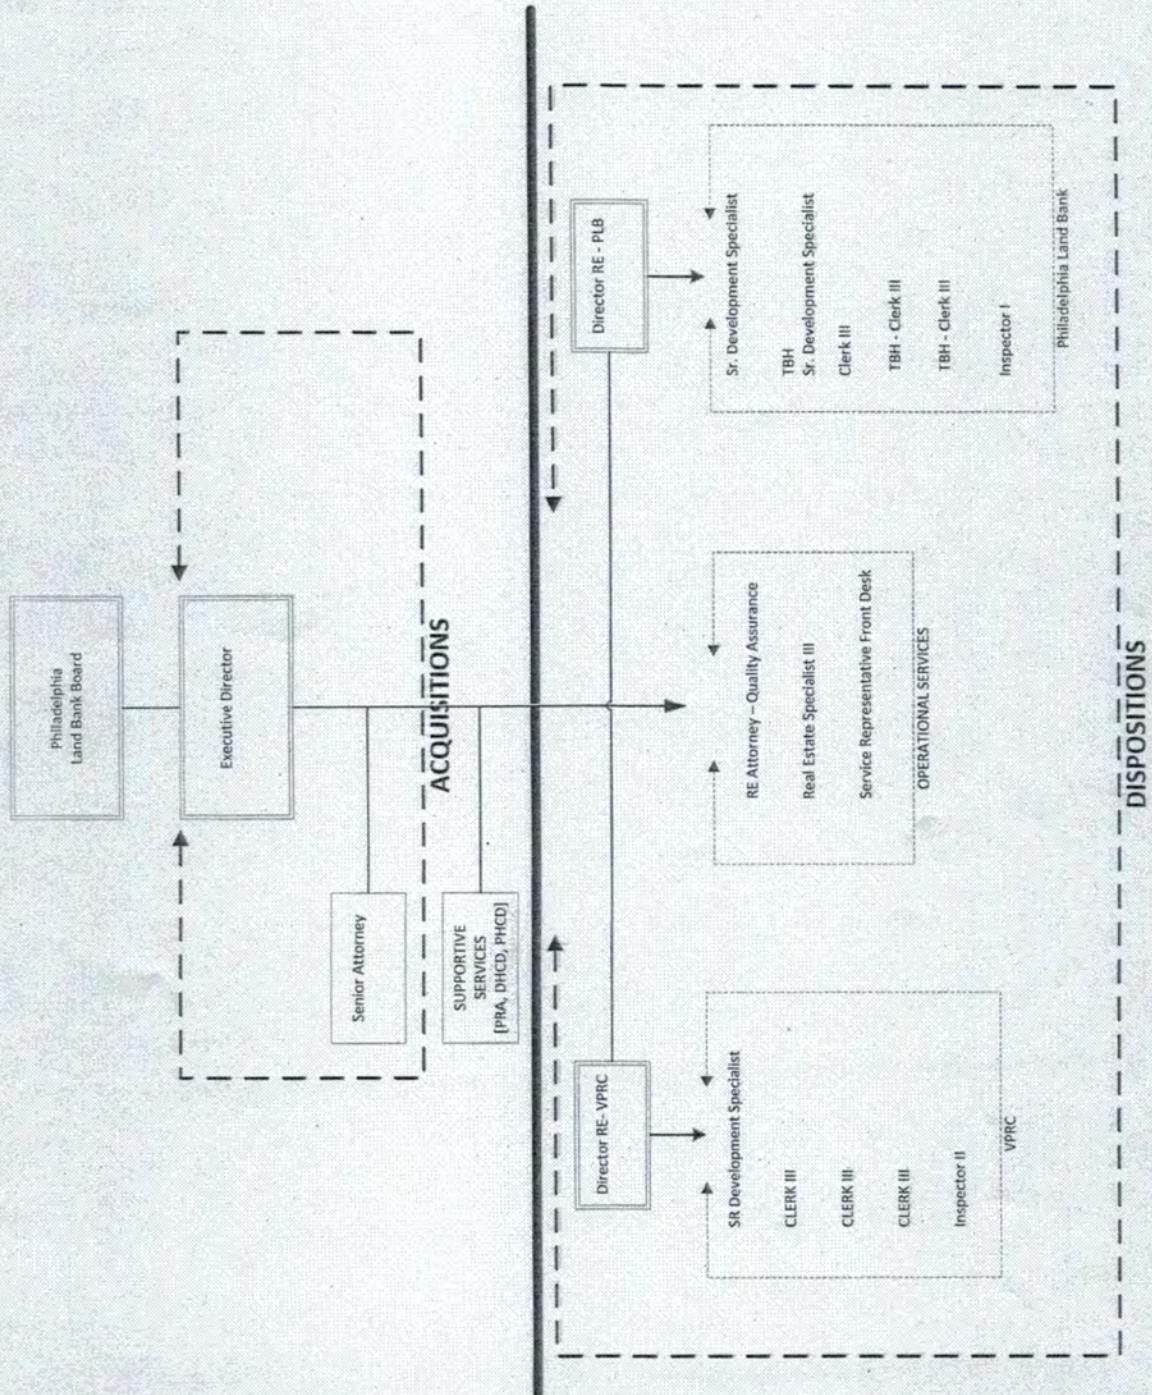 Philadelphia
Land Bank Board
Executive Director
Senior Attorney
ACQUISITIONS
SUPPORTIVE
SERVICES
[PRA, DHCD, PHCD]
Director RE- VPRC
SR Development Specialist
CLERK III
CLERK III
CLERK III
Inspector II
VPRC
RE Attorney – Quality Assurance
Real Estate Specialist III
Service Representative Front Desk
OPERATIONAL SERVICES
Director RE - PLB
Sr. Development Specialist
TBH
Sr. Development Specialist
Clerk III
TBH - Clerk III
TBH - Clerk III
Inspector I
Philadelphia Land Bank
DISPOSITIONS